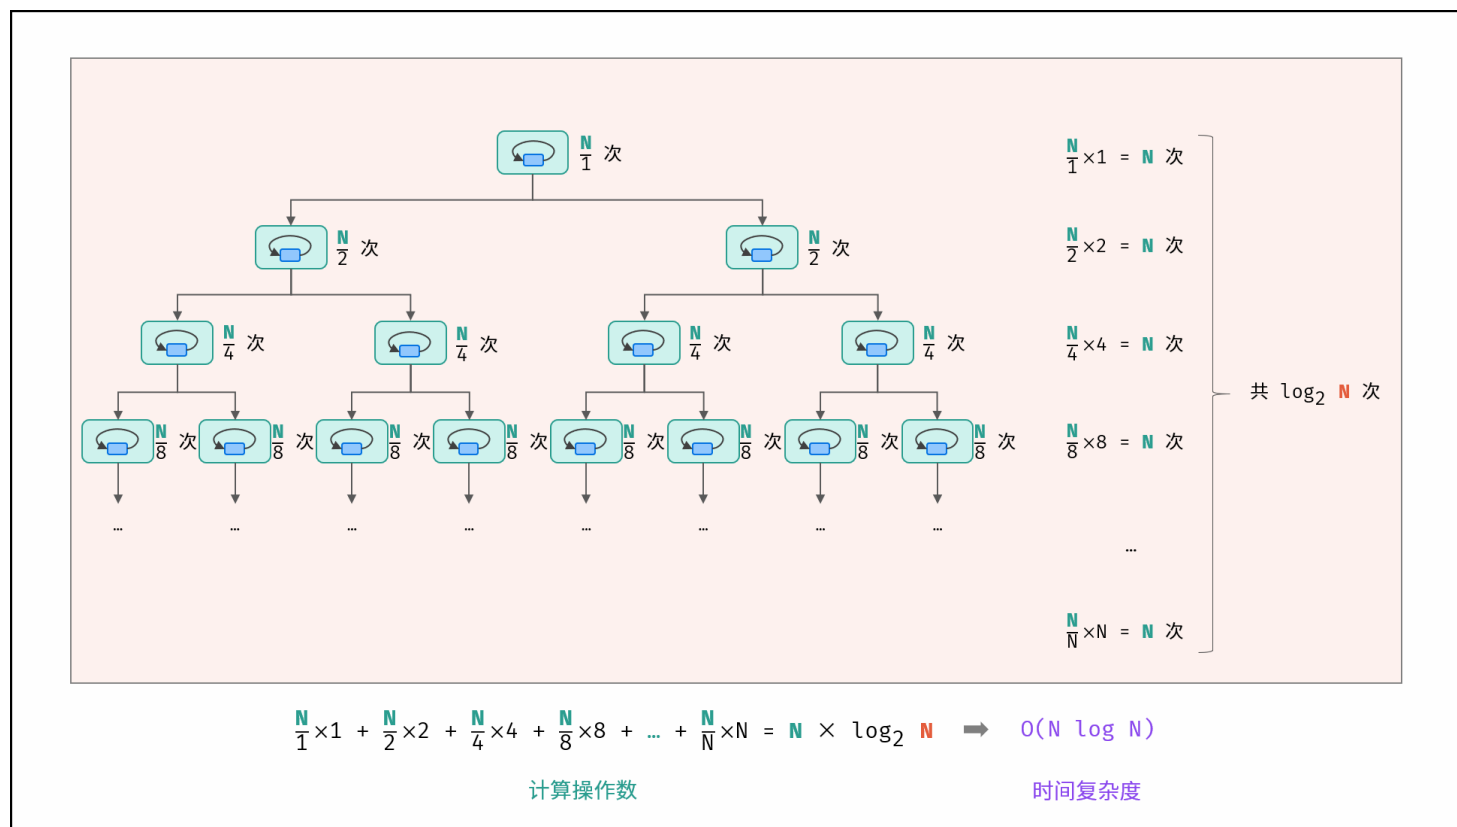 N/1 次
N/2 次 N/2 次
N/4 次 N/4 次 N/4 次 N/4 次
N/8 次 N/8 次 N/8 次 N/8 次 N/8 次 N/8 次 N/8 次 N/8 次
… … … … … … … …
N/1×1 = N 次
N/2×2 = N 次
N/4×4 = N 次
N/8×8 = N 次
…
N/N×N = N 次
共 log₂ N 次
N/1×1 + N/2×2 + N/4×4 + N/8×8 + … + N/N×N = N × log₂ N ➡ O(N log N)
计算操作数
时间复杂度